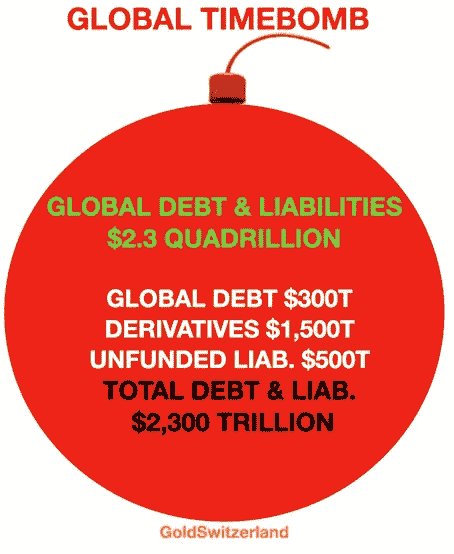 GLOBAL TIMEBOMB
GLOBAL DEBT & LIABILITIES
$2.3 QUADRILLION
GLOBAL DEBT $300T
DERIVATIVES $1,500T
UNFUNDED LIAB. $500T
TOTAL DEBT & LIAB.
$2,300 TRILLION
GoldSwitzerland